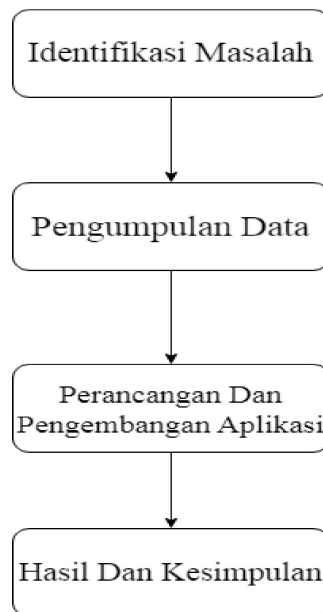 Identifikasi Masalah
Pengumpulan Data
Perancangan Dan
Pengembangan Aplikasi
Hasil Dan Kesimpulan